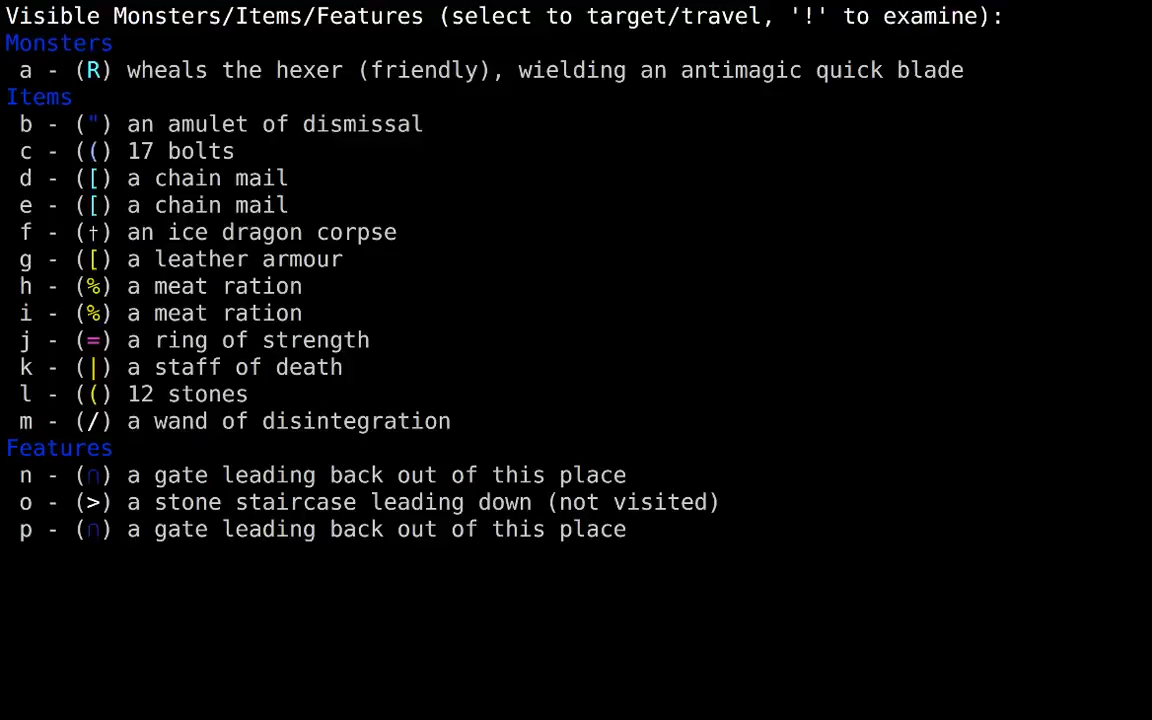 Visible Monsters/Items/Features (select to target/travel, '!' to examine):
Monsters
a - (R) wheals the hexer (friendly), wielding an antimagic quick blade
Items
b - (") an amulet of dismissal
c - (() 17 bolts
d - ([) a chain mail
e - ([) a chain mail
f - (†) an ice dragon corpse
g - ([) a leather armour
h - (%) a meat ration
i - (%) a meat ration
j - (=) a ring of strength
k - (|) a staff of death
l - (() 12 stones
m - (/) a wand of disintegration
Features
n - (∩) a gate leading back out of this place
o - (>) a stone staircase leading down (not visited)
p - (∩) a gate leading back out of this place